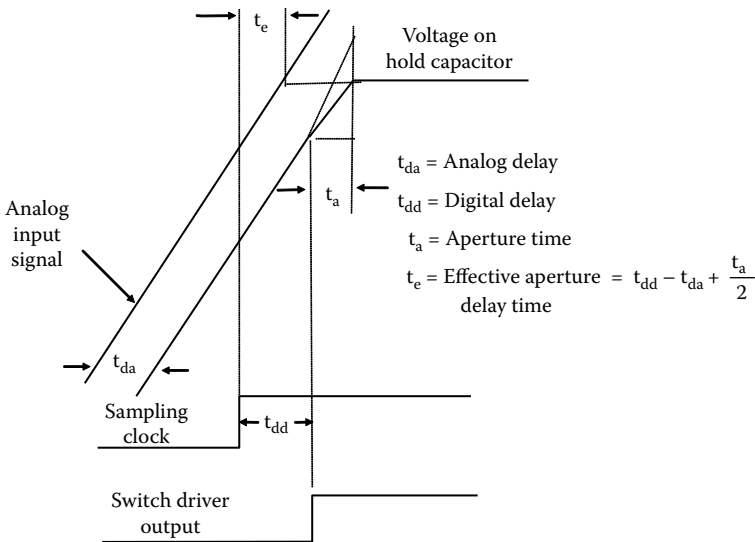 t_e
Voltage on
hold capacitor
t_da = Analog delay
t_dd = Digital delay
t_a
t_a = Aperture time
Analog
input
signal
t_e = Effective aperture = t_dd – t_da + t_a/2
delay time
t_da
Sampling
clock
t_dd
Switch driver
output